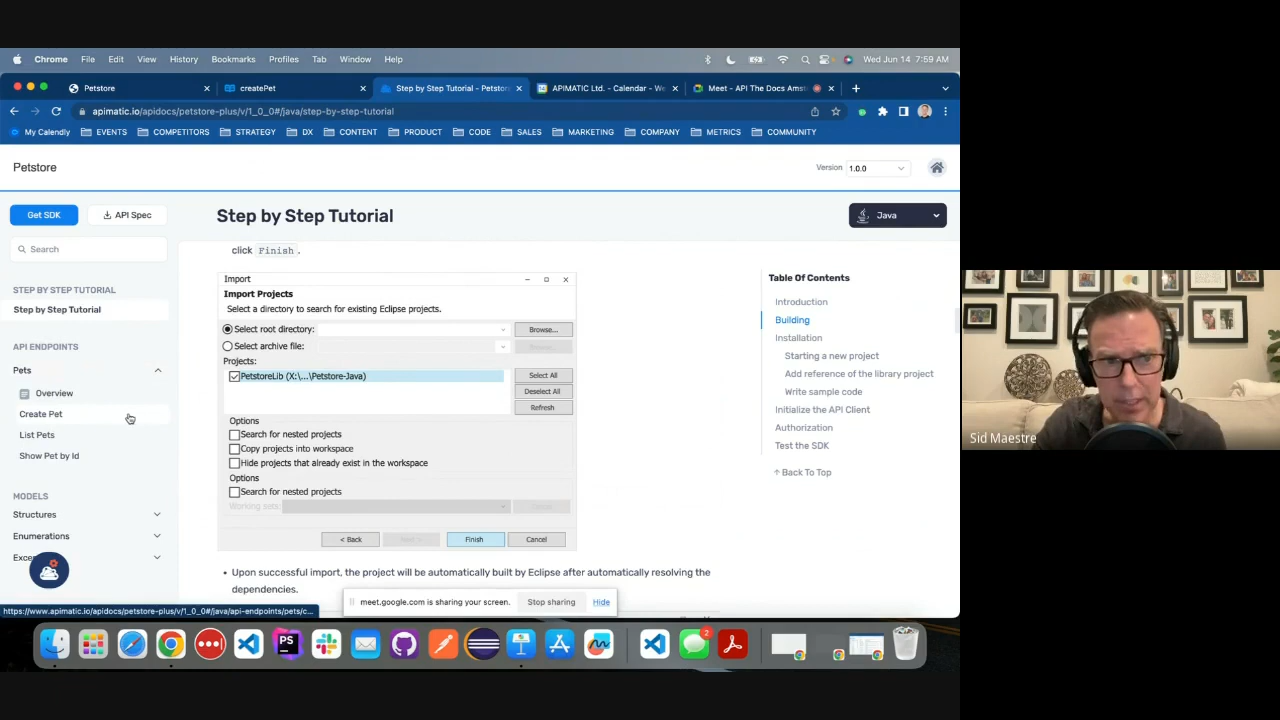 Chrome File Edit View History Bookmarks Profiles Tab Window Help
Wed Jun 14 7:59 AM
Petstore
createPet
Step by Step Tutorial - Petstor
APIMATIC Ltd. - Calendar - We
Meet - API The Docs Amst
apimatic.io/apidocs/petstore-plus/v/1_0_0#/java/step-by-step-tutorial
My Calendly EVENTS COMPETITORS STRATEGY DX CONTENT PRODUCT CODE SALES MARKETING COMPANY METRICS COMMUNITY
Petstore
Version 1.0.0
Get SDK
API Spec
Search
STEP BY STEP TUTORIAL
Step by Step Tutorial
API ENDPOINTS
Pets
Overview
Create Pet
List Pets
Show Pet by Id
MODELS
Structures
Enumerations
Exce
https://www.apimatic.io/apidocs/petstore-plus/v/1_0_0#/java/api-endpoints/pets/c...
Step by Step Tutorial
Java
click Finish .
Import
Import Projects
Select a directory to search for existing Eclipse projects.
Select root directory:
Browse...
Select archive file:
Projects:
PetstoreLib (X:\...\Petstore-Java)
Select All
Deselect All
Refresh
Options
Search for nested projects
Copy projects into workspace
Hide projects that already exist in the workspace
Options
Search for nested projects
Working sets:
< Back
Finish
Cancel
• Upon successful import, the project will be automatically built by Eclipse after automatically resolving the
dependencies.
meet.google.com is sharing your screen.
Stop sharing
Hide
Table Of Contents
Introduction
Building
Installation
Starting a new project
Add reference of the library project
Write sample code
Initialize the API Client
Authorization
Test the SDK
↑ Back To Top
PS
2
Sid Maestre